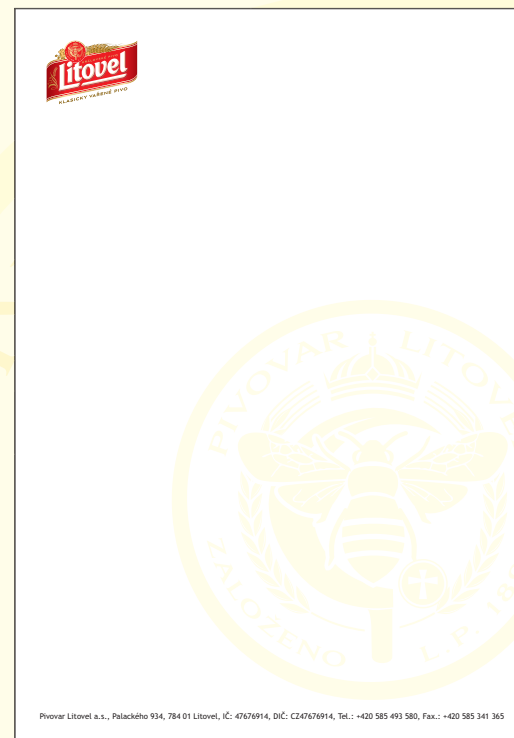 Litovel
KLASICKY VAŘENÉ PIVO
PIVOVAR LITOVEL
ZALOŽENO L. P.
Pivovar Litovel a.s., Palackého 934, 784 01 Litovel, IČ: 47676914, DIČ: CZ47676914, Tel.: +420 585 493 580, Fax.: +420 585 341 365